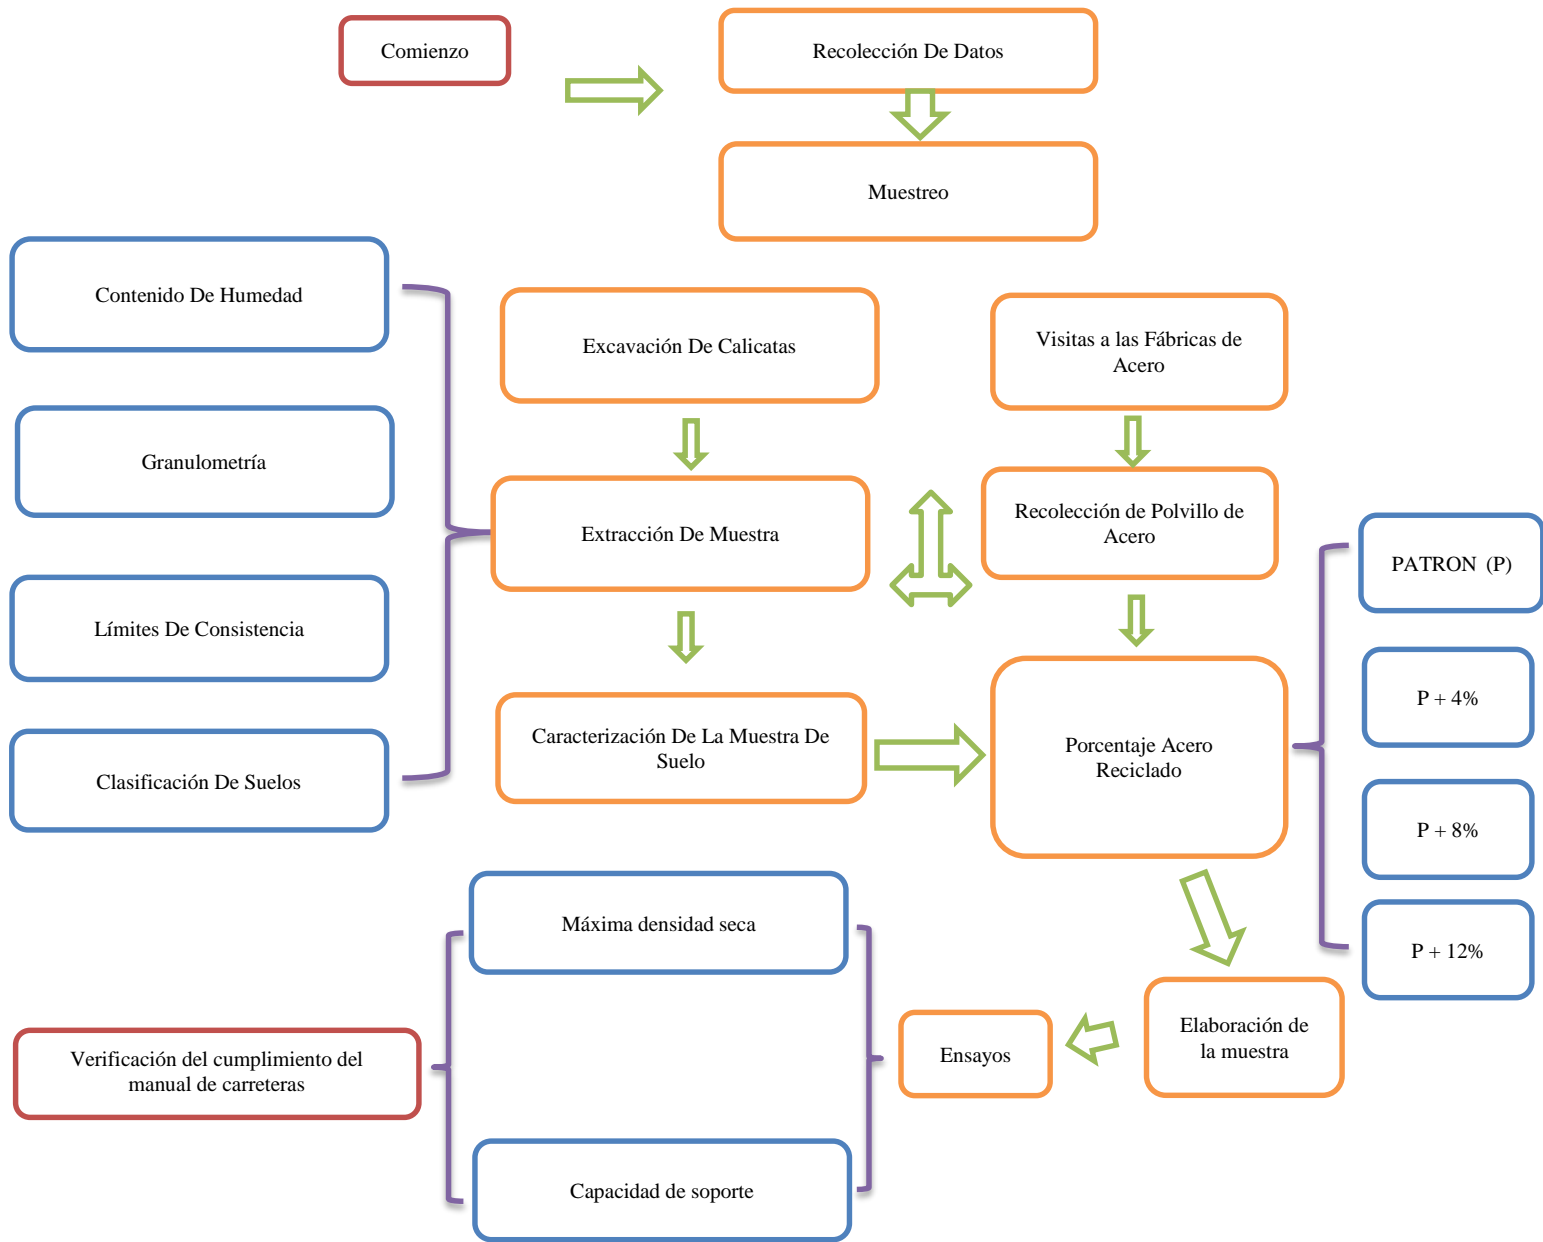 Comienzo
Recolección De Datos
Muestreo
Contenido De Humedad
Granulometría
Límites De Consistencia
Clasificación De Suelos
Excavación De Calicatas
Extracción De Muestra
Caracterización De La Muestra De
Suelo
Visitas a las Fábricas de
Acero
Recolección de Polvillo de
Acero
Porcentaje Acero
Reciclado
PATRON (P)
P + 4%
P + 8%
P + 12%
Elaboración de
la muestra
Ensayos
Máxima densidad seca
Capacidad de soporte
Verificación del cumplimiento del
manual de carreteras